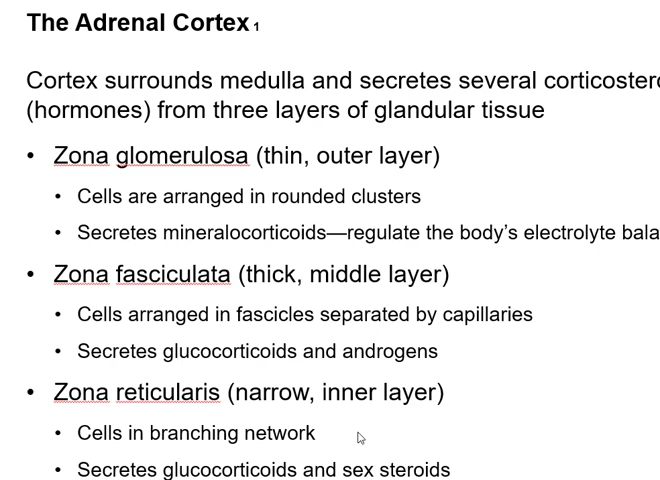 The Adrenal Cortex 1
Cortex surrounds medulla and secretes several corticostero
(hormones) from three layers of glandular tissue
• Zona glomerulosa (thin, outer layer)
• Cells are arranged in rounded clusters
• Secretes mineralocorticoids—regulate the body’s electrolyte bala
• Zona fasciculata (thick, middle layer)
• Cells arranged in fascicles separated by capillaries
• Secretes glucocorticoids and androgens
• Zona reticularis (narrow, inner layer)
• Cells in branching network
• Secretes glucocorticoids and sex steroids